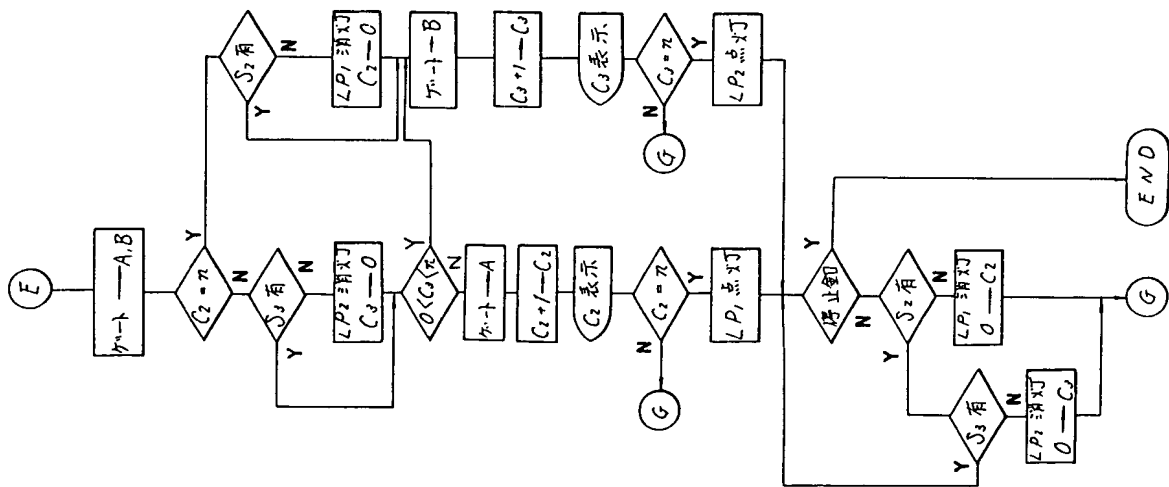 E
ゲート — A,B
C2 = n
Y
N
S2 有
N
Y
LP1 消灯
C2 — 0
ゲート — B
C3+1 — C3
C3 表示
C3 = n
Y
N
G
LP2 点灯
S3 有
N
Y
LP2 消灯
C3 — 0
0 < C3 < n
Y
N
ゲート — A
C2+1 — C2
C2 表示
C2 = n
Y
N
G
LP1 点灯
停止釦
Y
N
END
S2 有
N
Y
LP1 消灯
0 — C2
S3 有
N
Y
LP2 消灯
0 — C3
G